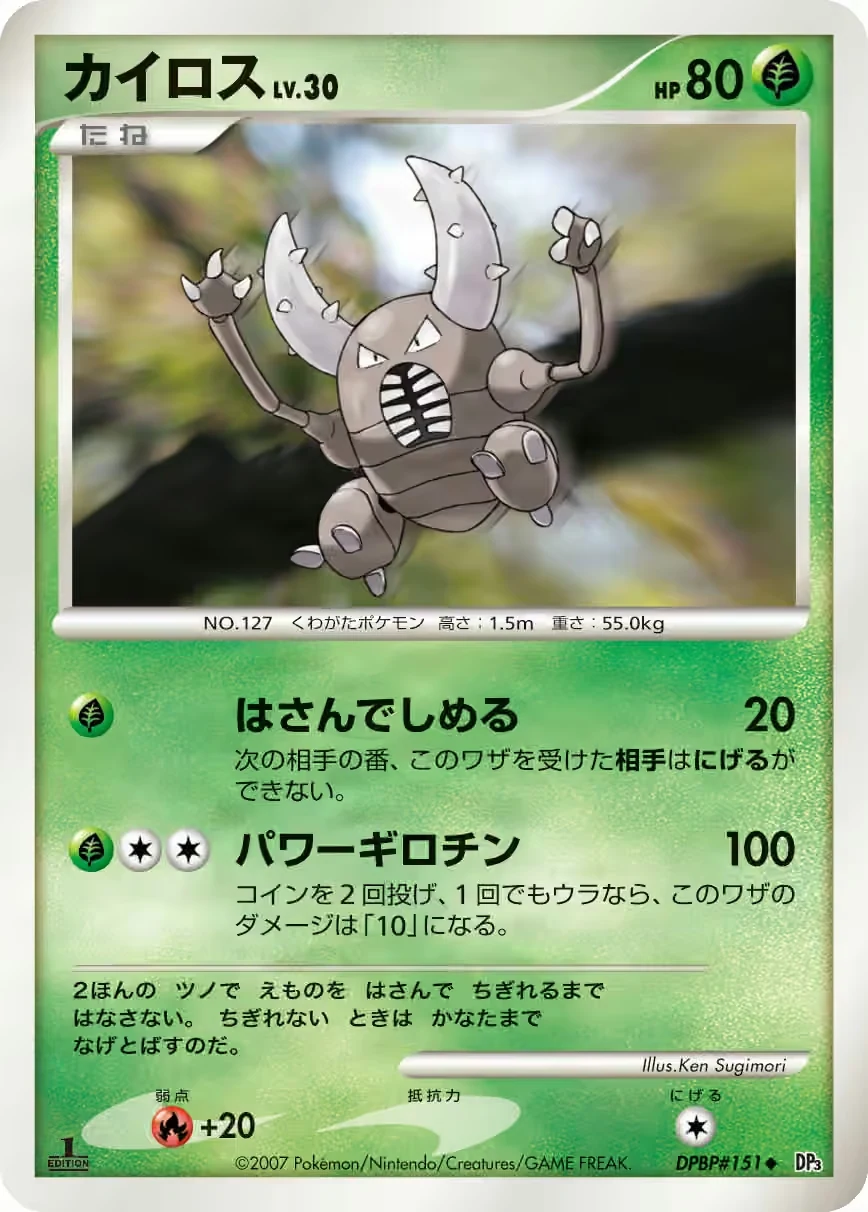 カイロス LV.30 HP 80
たね
NO.127 くわがたポケモン 高さ：1.5m 重さ：55.0kg
はさんでしめる 20
次の相手の番、このワザを受けた相手はにげるが
できない。
パワーギロチン 100
コインを2回投げ、1回でもウラなら、このワザの
ダメージは「10」になる。
2ほんの ツノで えものを はさんで ちぎれるまで
はなさない。 ちぎれない ときは かなたまで
なげとばすのだ。
Illus.Ken Sugimori
弱点 抵抗力 にげる
+20
1 EDITION ©2007 Pokémon/Nintendo/Creatures/GAME FREAK. DPBP#151◆ DP3